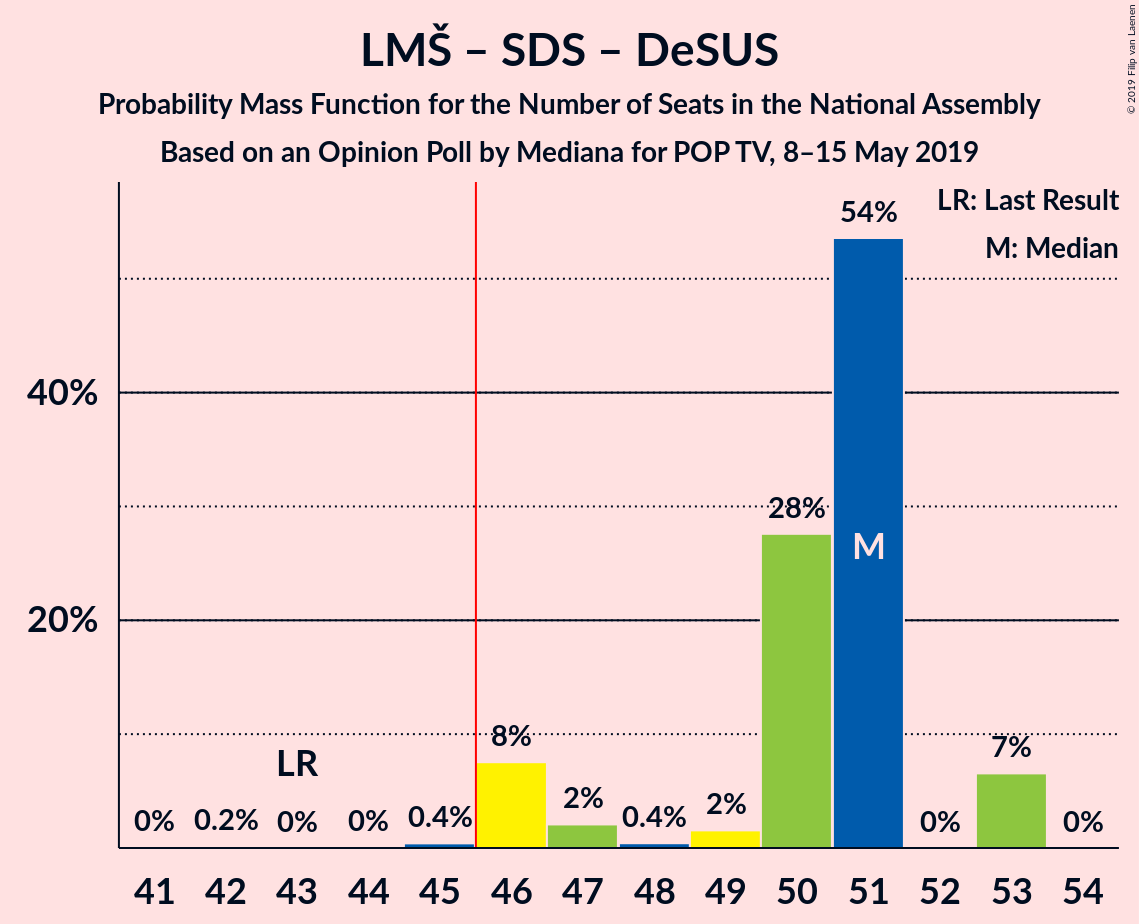 LMŠ – SDS – DeSUS
Probability Mass Function for the Number of Seats in the National Assembly
Based on an Opinion Poll by Mediana for POP TV, 8–15 May 2019
© 2019 Filip van Laenen
LR: Last Result
M: Median
54%
40%
28%
M
20%
8%
7%
LR
2%
2%
0%
0.2%
0%
0%
0.4%
0.4%
0%
0%
41 42 43 44 45 46 47 48 49 50 51 52 53 54